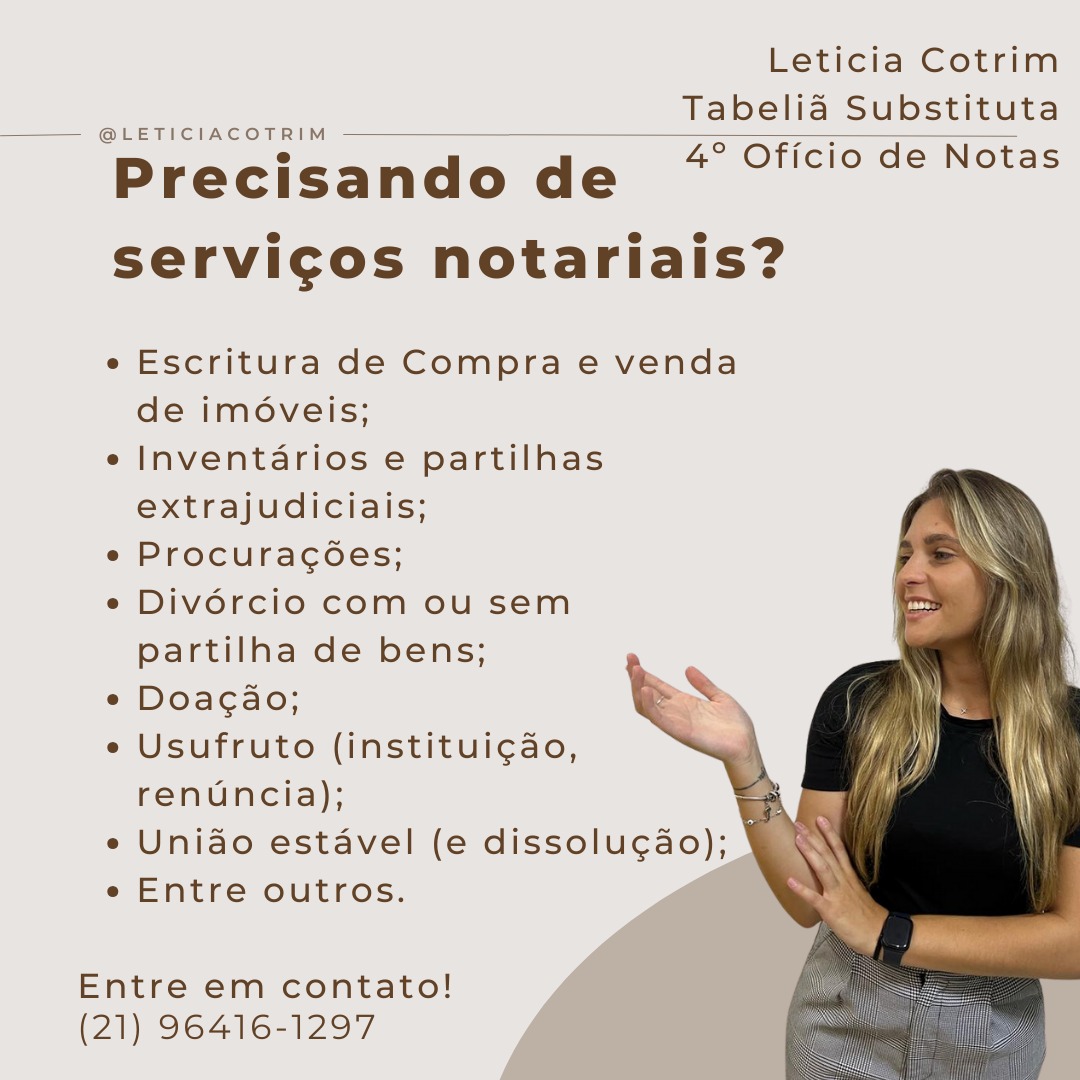 Leticia Cotrim
Tabeliã Substituta
4º Ofício de Notas
@LETICIACOTRIM
Precisando de
serviços notariais?
• Escritura de Compra e venda
de imóveis;
• Inventários e partilhas
extrajudiciais;
• Procurações;
• Divórcio com ou sem
partilha de bens;
• Doação;
• Usufruto (instituição,
renúncia);
• União estável (e dissolução);
• Entre outros.
Entre em contato!
(21) 96416-1297